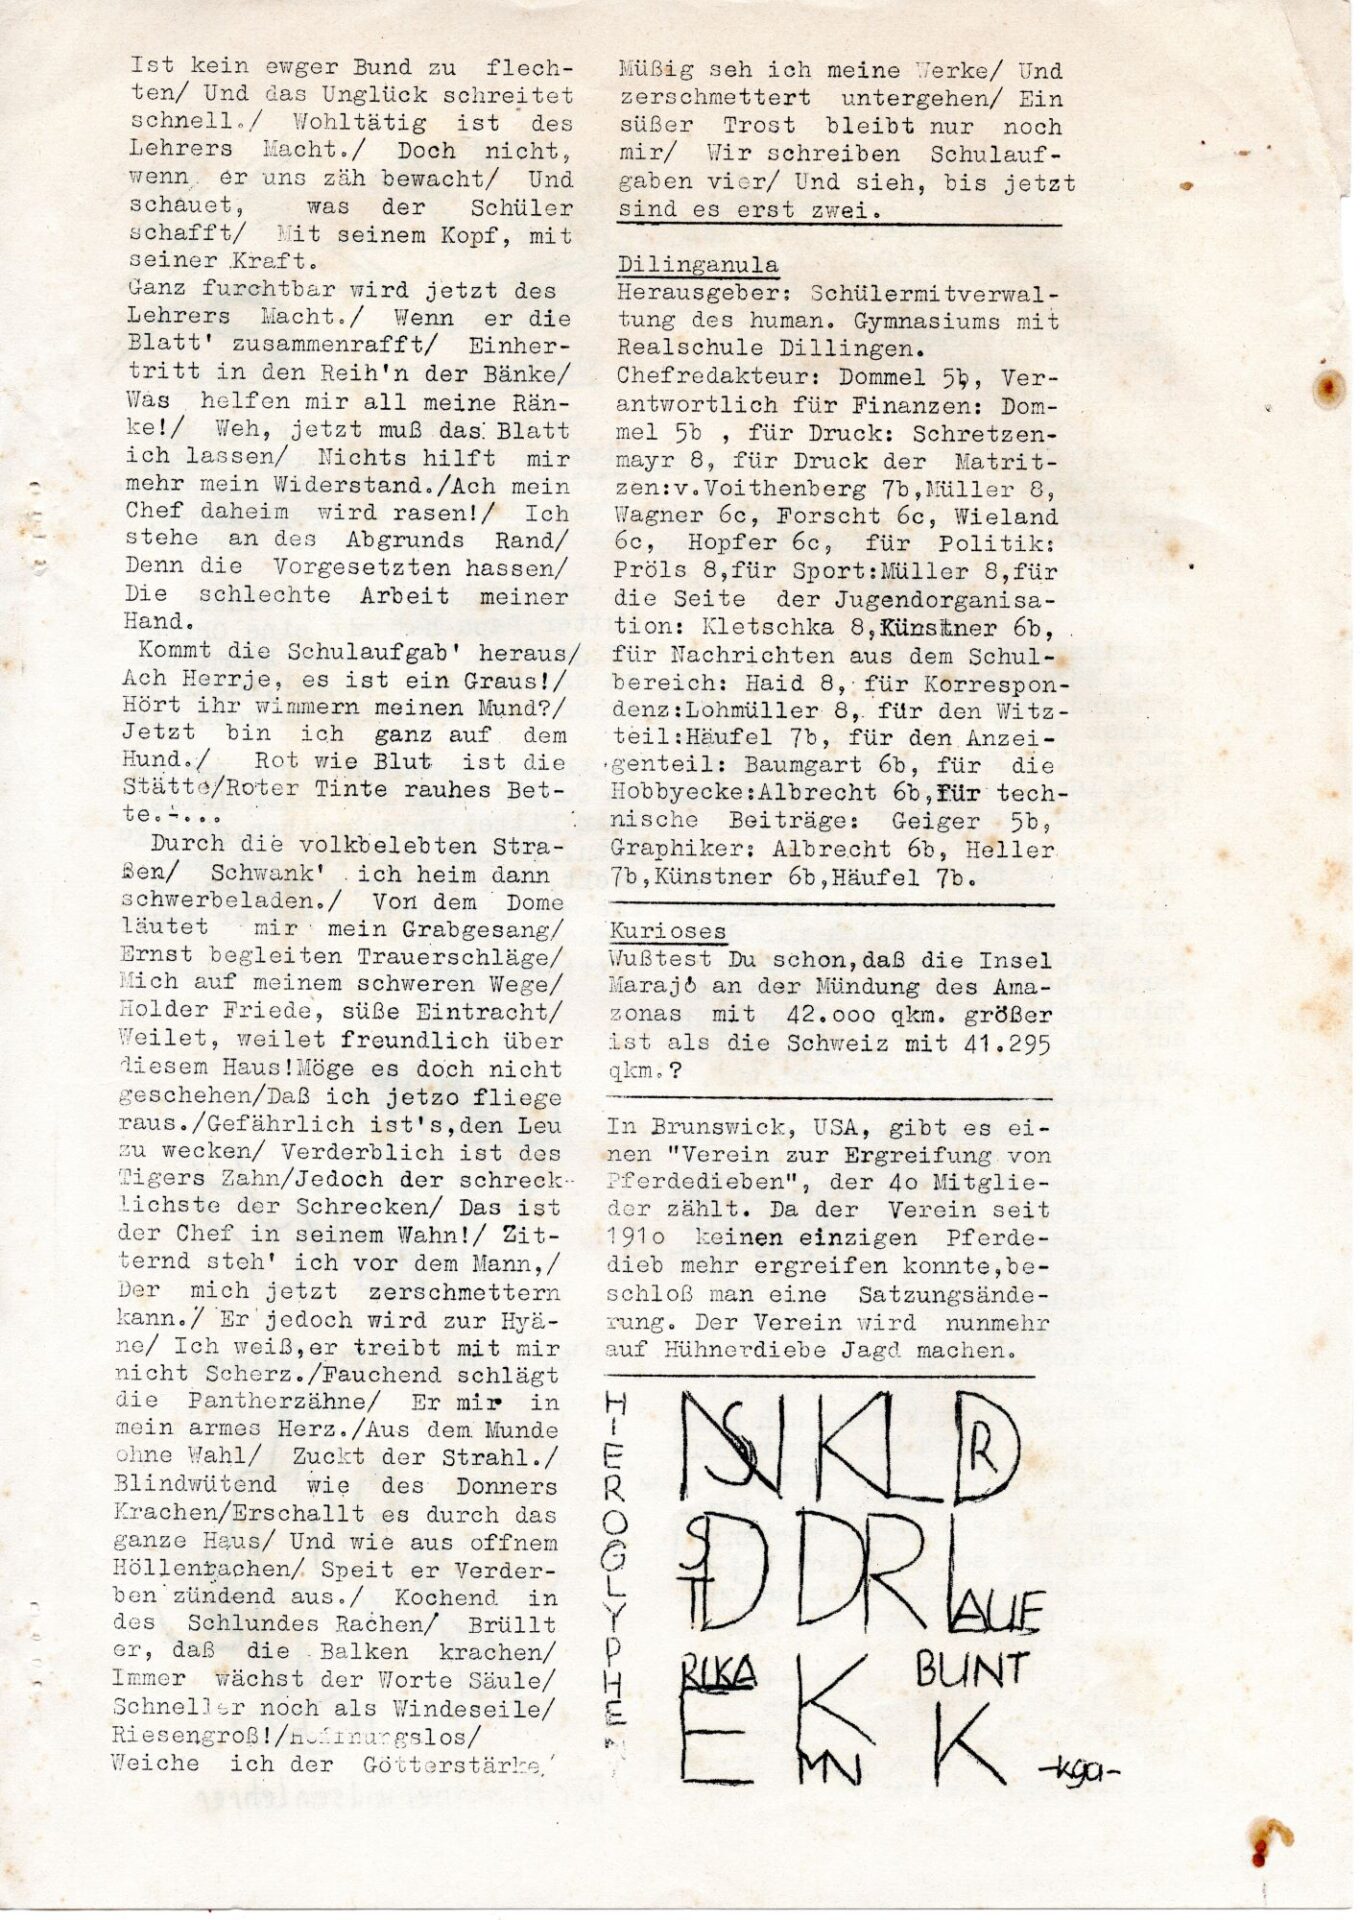 Ist kein ewger Bund zu flech-
ten/ Und das Unglück schreitet
schnell./ Wohltätig ist des
Lehrers Macht./ Doch nicht,
wenn er uns zäh bewacht/ Und
schauet, was der Schüler
schafft/ Mit seinem Kopf, mit
seiner Kraft.
Ganz furchtbar wird jetzt des
Lehrers Macht./ Wenn er die
Blatt' zusammenrafft/ Einher-
tritt in den Reih'n der Bänke/
Was helfen mir all meine Rän-
ke!/ Weh, jetzt muß das Blatt
ich lassen/ Nichts hilft mir
mehr mein Widerstand./Ach mein
Chef daheim wird rasen!/ Ich
stehe an des Abgrunds Rand/
Denn die Vorgesetzten hassen/
Die schlechte Arbeit meiner
Hand.
Kommt die Schulaufgab' heraus/
Ach Herrje, es ist ein Graus!/
Hört ihr wimmern meinen Mund?/
Jetzt bin ich ganz auf dem
Hund./ Rot wie Blut ist die
Stätte/Roter Tinte rauhes Bet-
te.-...
Durch die volkbelebten Stra-
ßen/ Schwank' ich heim dann
schwerbeladen./ Von dem Dome
läutet mir mein Grabgesang/
Ernst begleiten Trauerschläge/
Mich auf meinem schweren Wege/
Holder Friede, süße Eintracht/
Weilet, weilet freundlich über
diesem Haus!Möge es doch nicht
geschehen/Daß ich jetzo fliege
raus./Gefährlich ist's,den Leu
zu wecken/ Verderblich ist des
Tigers Zahn/Jedoch der schreck-
lichste der Schrecken/ Das ist
der Chef in seinem Wahn!/ Zit-
ternd steh' ich vor dem Mann,/
Der mich jetzt zerschmettern
kann./ Er jedoch wird zur Hyä-
ne/ Ich weiß,er treibt mit mir
nicht Scherz./Fauchend schlägt
die Pantherzähne/ Er mir in
mein armes Herz./Aus dem Munde
ohne Wahl/ Zuckt der Strahl./
Blindwütend wie des Donners
Krachen/Erschallt es durch das
ganze Haus/ Und wie aus offnem
Höllenrachen/ Speit er Verder-
ben zündend aus./ Kochend in
des Schlundes Rachen/ Brüllt
er, daß die Balken krachen/
Immer wächst der Worte Säule/
Schneller noch als Windeseile/
Riesengroß!/Hoffnungslos/
Weiche ich der Götterstärke/
Müßig seh ich meine Werke/ Und
zerschmettert untergehen/ Ein
süßer Trost bleibt nur noch
mir/ Wir schreiben Schulauf-
gaben vier/ Und sieh, bis jetzt
sind es erst zwei.
Dilinganula
Herausgeber: Schülermitverwal-
tung des human. Gymnasiums mit
Realschule Dillingen.
Chefredakteur: Dommel 5b, Ver-
antwortlich für Finanzen: Dom-
mel 5b , für Druck: Schretzen-
mayr 8, für Druck der Matrit-
zen:v.Voithenberg 7b,Müller 8,
Wagner 6c, Forscht 6c, Wieland
6c, Hopfer 6c, für Politik:
Pröls 8,für Sport:Müller 8,für
die Seite der Jugendorganisa-
tion: Kletschka 8,Künstner 6b,
für Nachrichten aus dem Schul-
bereich: Haid 8, für Korrespon-
denz:Lohmüller 8, für den Witz-
teil:Häufel 7b, für den Anzei-
genteil: Baumgart 6b, für die
Hobbyecke:Albrecht 6b,für tech-
nische Beiträge: Geiger 5b,
Graphiker: Albrecht 6b, Heller
7b,Künstner 6b,Häufel 7b.
Kurioses
Wußtest Du schon,daß die Insel
Marajó an der Mündung des Ama-
zonas mit 42.000 qkm. größer
ist als die Schweiz mit 41.295
qkm.?
In Brunswick, USA, gibt es ei-
nen "Verein zur Ergreifung von
Pferdedieben", der 40 Mitglie-
der zählt. Da der Verein seit
1910 keinen einzigen Pferde-
dieb mehr ergreifen konnte,be-
schloß man eine Satzungsände-
rung. Der Verein wird nunmehr
auf Hühnerdiebe Jagd machen.
HIEROGLYPHEN
N S KL D R
ST D DR L AUF
RIKA K BUNT
E MN K -kga-